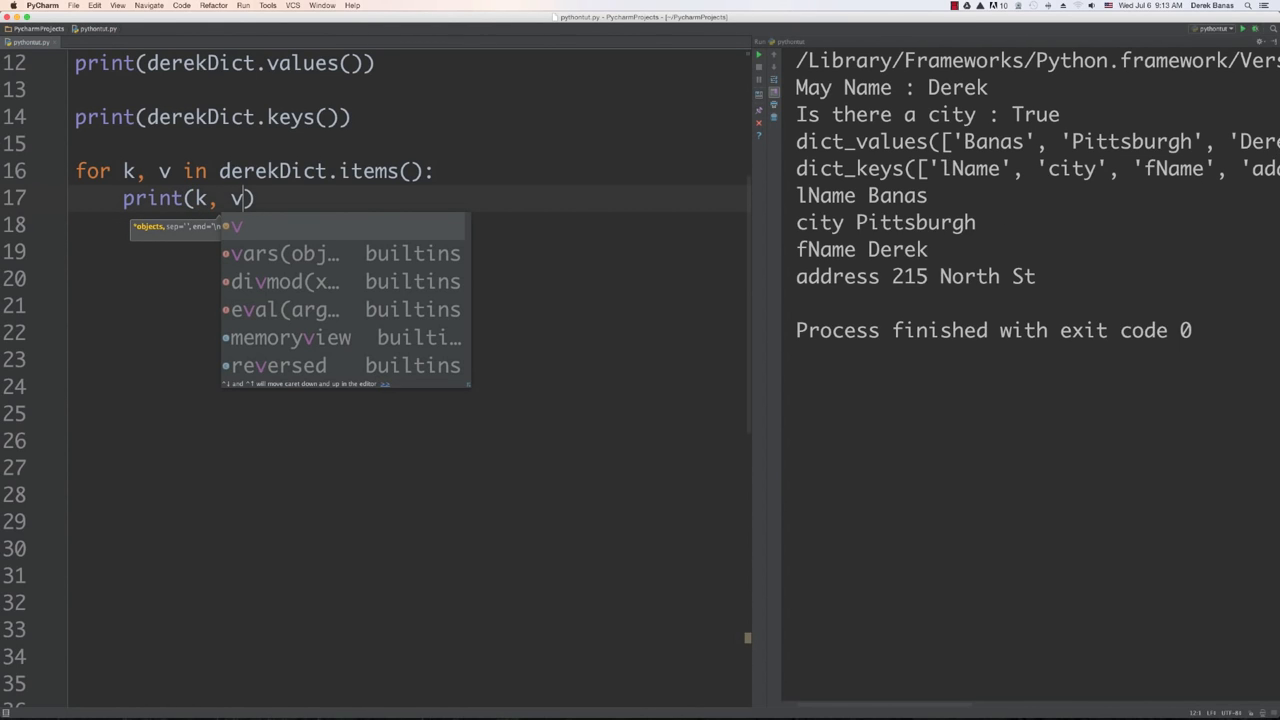 PyCharm File Edit View Navigate Code Refactor Run Tools VCS Window Help 10 Wed Jul 6 9:13 AM Derek Banas
pythontut.py - PycharmProjects - [~/PycharmProjects]
PycharmProjects pythontut.py pythontut
pythontut.py
Run pythontut
12 print(derekDict.values())
13
14 print(derekDict.keys())
15
16 for k, v in derekDict.items():
17 print(k, v)
*objects, sep='', end='\n
v
vars(obj… builtins
divmod(x… builtins
eval(arg… builtins
memoryview builti…
reversed builtins
^↓ and ^↑ will move caret down and up in the editor >>
18
19
20
21
22
23
24
25
26
27
28
29
30
31
32
33
34
35
/Library/Frameworks/Python.framework/Vers
May Name : Derek
Is there a city : True
dict_values(['Banas', 'Pittsburgh', 'De
dict_keys(['lName', 'city', 'fName', 'ad
lName Banas
city Pittsburgh
fName Derek
address 215 North St
Process finished with exit code 0
12:1 LF÷ UTF-8÷